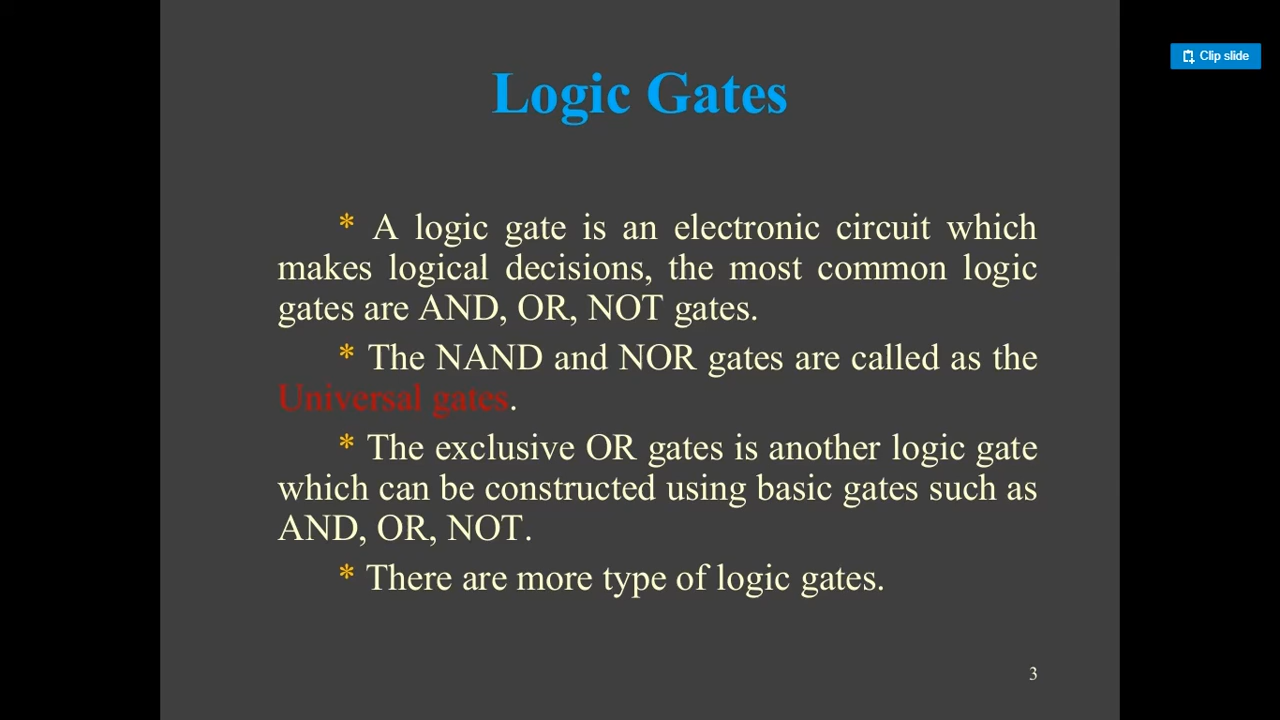 Clip slide
Logic Gates
* A logic gate is an electronic circuit which
makes logical decisions, the most common logic
gates are AND, OR, NOT gates.
* The NAND and NOR gates are called as the
Universal gates.
* The exclusive OR gates is another logic gate
which can be constructed using basic gates such as
AND, OR, NOT.
* There are more type of logic gates.
3